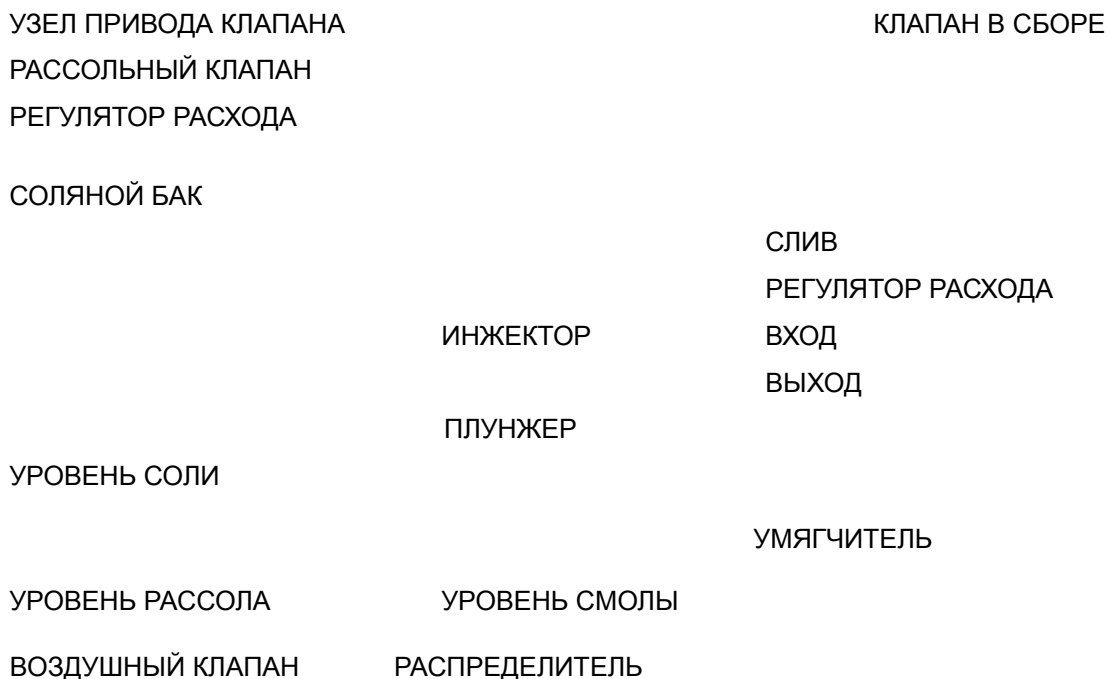 УЗЕЛ ПРИВОДА КЛАПАНА КЛАПАН В СБОРЕ
РАССОЛЬНЫЙ КЛАПАН
РЕГУЛЯТОР РАСХОДА
СОЛЯНОЙ БАК
СЛИВ
РЕГУЛЯТОР РАСХОДА
ИНЖЕКТОР ВХОД
ВЫХОД
ПЛУНЖЕР
УРОВЕНЬ СОЛИ
УМЯГЧИТЕЛЬ
УРОВЕНЬ РАССОЛА УРОВЕНЬ СМОЛЫ
ВОЗДУШНЫЙ КЛАПАН РАСПРЕДЕЛИТЕЛЬ